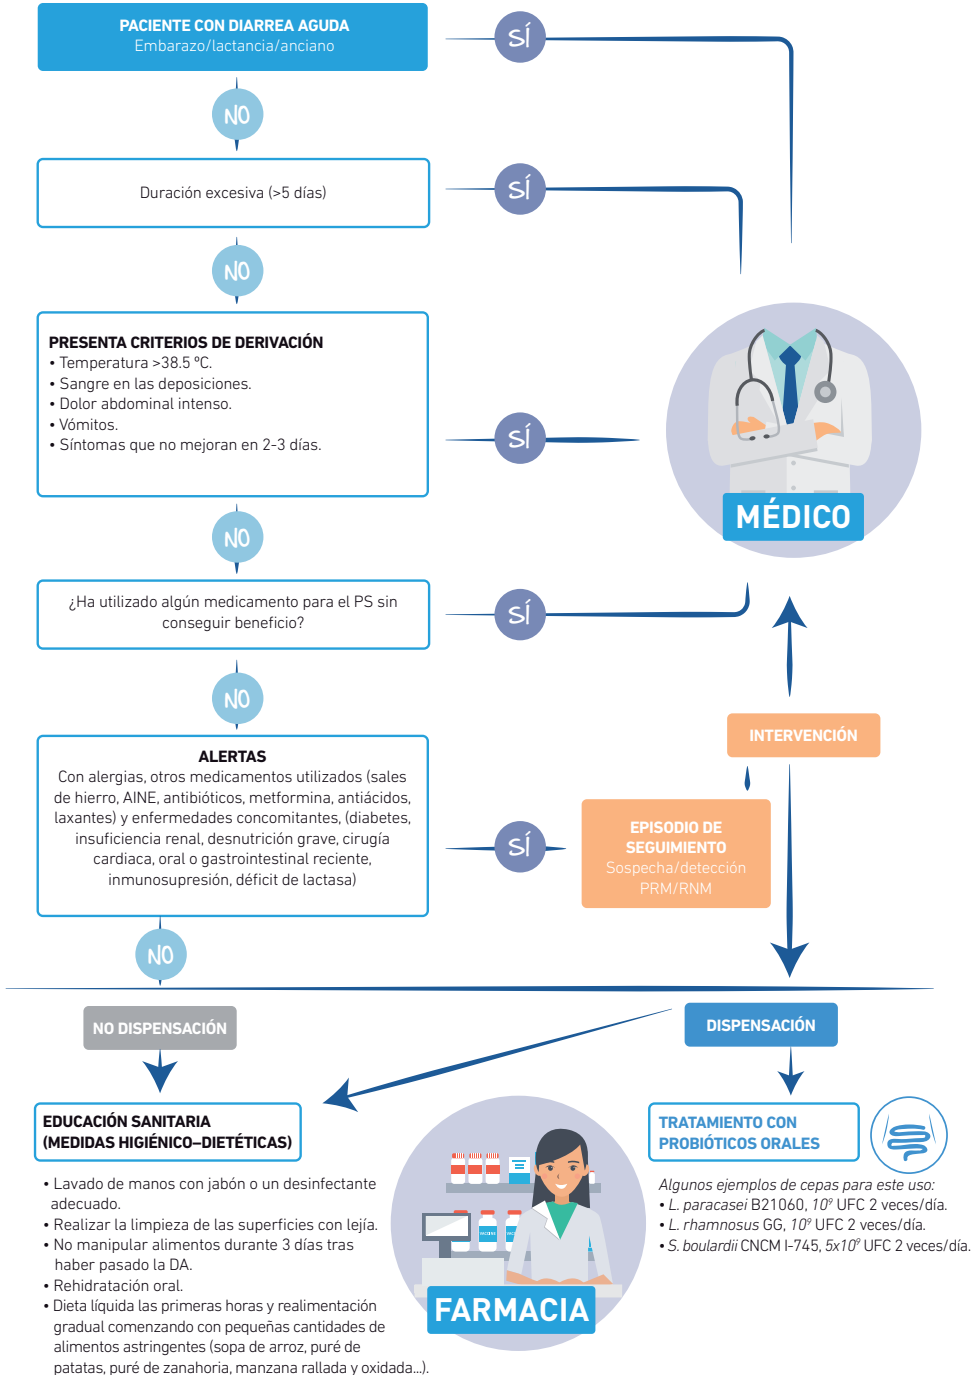 PACIENTE CON DIARREA AGUDA
Embarazo/lactancia/anciano
SÍ
NO
Duración excesiva (>5 días)
SÍ
NO
PRESENTA CRITERIOS DE DERIVACIÓN
• Temperatura >38.5 ºC.
• Sangre en las deposiciones.
• Dolor abdominal intenso.
• Vómitos.
• Síntomas que no mejoran en 2-3 días.
SÍ
MÉDICO
NO
¿Ha utilizado algún medicamento para el PS sin
conseguir beneficio?
SÍ
NO
INTERVENCIÓN
ALERTAS
Con alergias, otros medicamentos utilizados (sales
de hierro, AINE, antibióticos, metformina, antiácidos,
laxantes) y enfermedades concomitantes, (diabetes,
insuficiencia renal, desnutrición grave, cirugía
cardiaca, oral o gastrointestinal reciente,
inmunosupresión, déficit de lactasa)
SÍ
EPISODIO DE
SEGUIMIENTO
Sospecha/detección
PRM/RNM
NO
NO DISPENSACIÓN
DISPENSACIÓN
EDUCACIÓN SANITARIA
(MEDIDAS HIGIÉNICO–DIETÉTICAS)
• Lavado de manos con jabón o un desinfectante
adecuado.
• Realizar la limpieza de las superficies con lejía.
• No manipular alimentos durante 3 días tras
haber pasado la DA.
• Rehidratación oral.
• Dieta líquida las primeras horas y realimentación
gradual comenzando con pequeñas cantidades de
alimentos astringentes (sopa de arroz, puré de
patatas, puré de zanahoria, manzana rallada y oxidada...).
FARMACIA
TRATAMIENTO CON
PROBIÓTICOS ORALES
Algunos ejemplos de cepas para este uso:
• L. paracasei B21060, 10⁹ UFC 2 veces/día.
• L. rhamnosus GG, 10⁹ UFC 2 veces/día.
• S. boulardii CNCM I-745, 5x10⁹ UFC 2 veces/día.